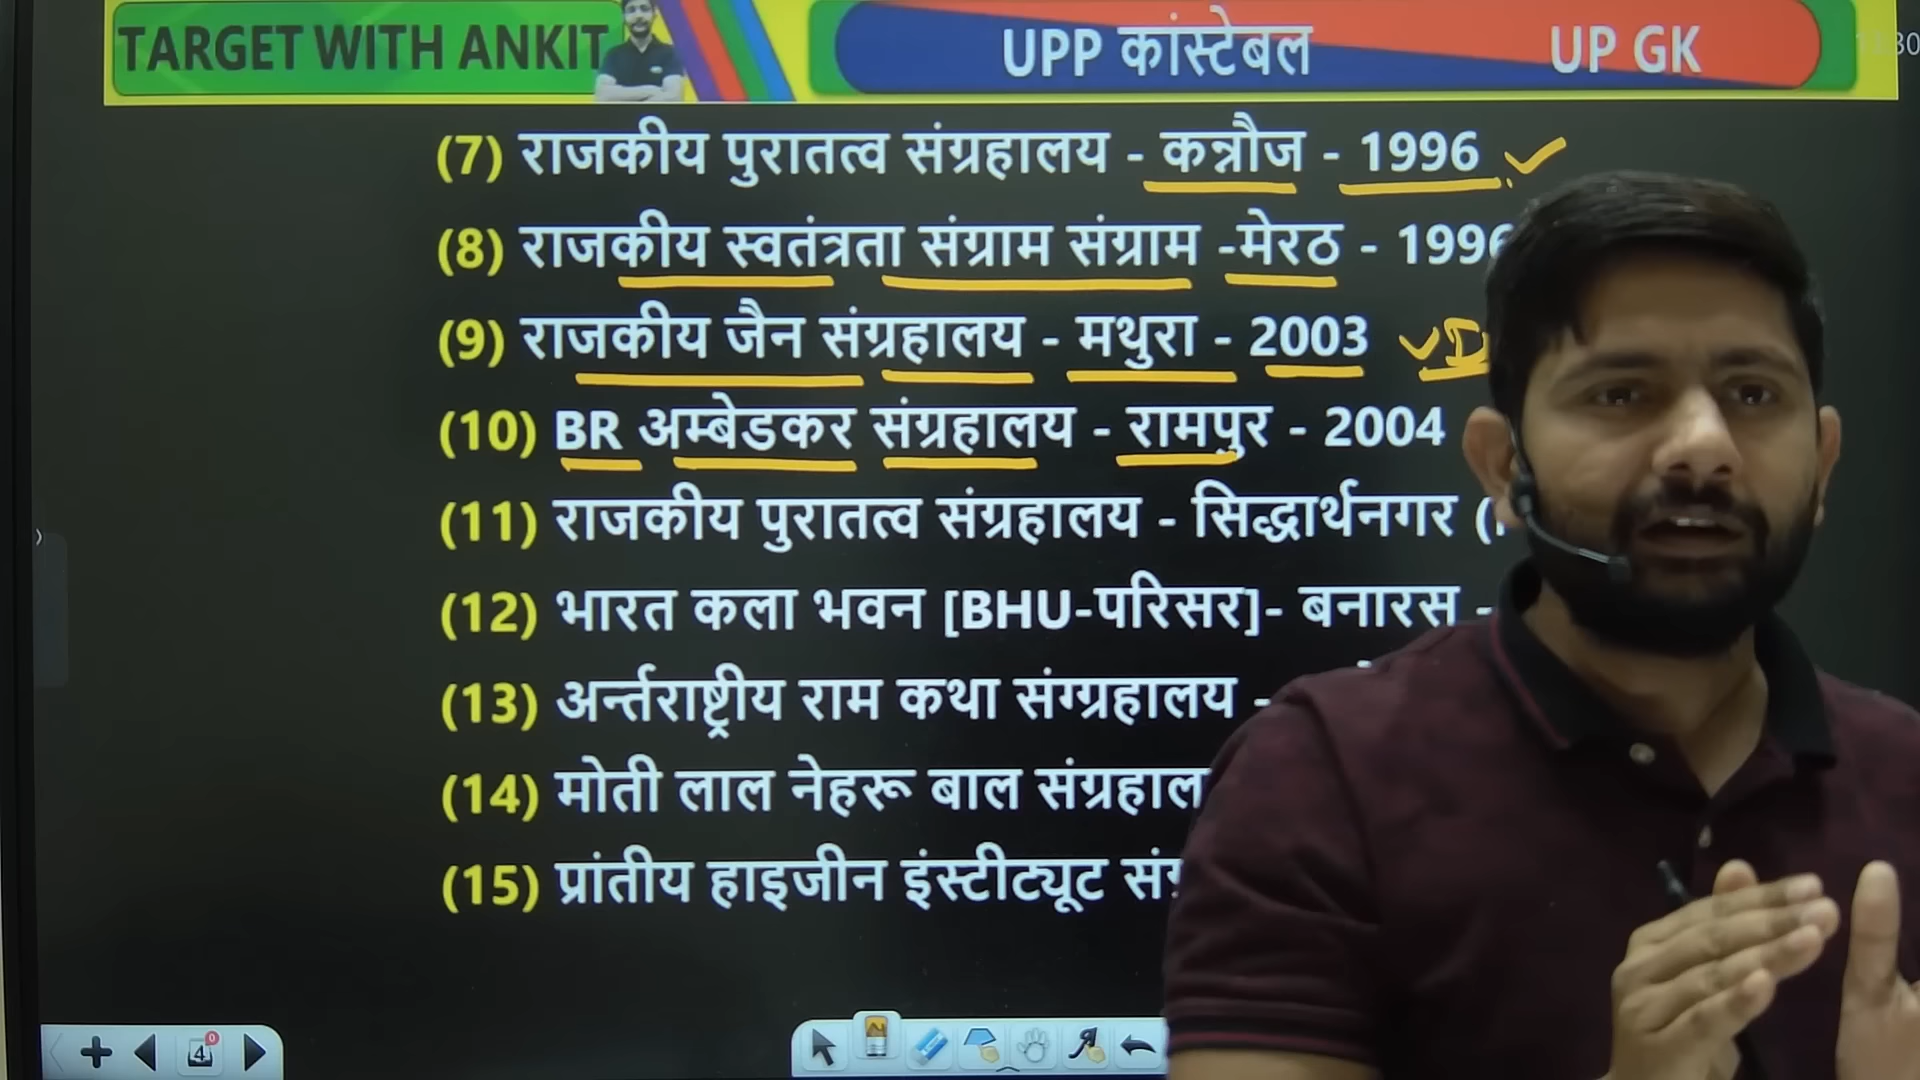 TARGET WITH ANKIT
UPP कांस्टेबल UP GK
(7) राजकीय पुरातत्व संग्रहालय - कन्नौज - 1996
(8) राजकीय स्वतंत्रता संग्राम संग्राम -मेरठ - 1996
(9) राजकीय जैन संग्रहालय - मथुरा - 2003
(10) BR अम्बेडकर संग्रहालय - रामपुर - 2004
(11) राजकीय पुरातत्व संग्रहालय - सिद्धार्थनगर (
(12) भारत कला भवन [BHU-परिसर]- बनारस -
(13) अर्न्तराष्ट्रीय राम कथा संग्ग्रहालय -
(14) मोती लाल नेहरू बाल संग्रहाल
(15) प्रांतीय हाइजीन इंस्टीट्यूट
4